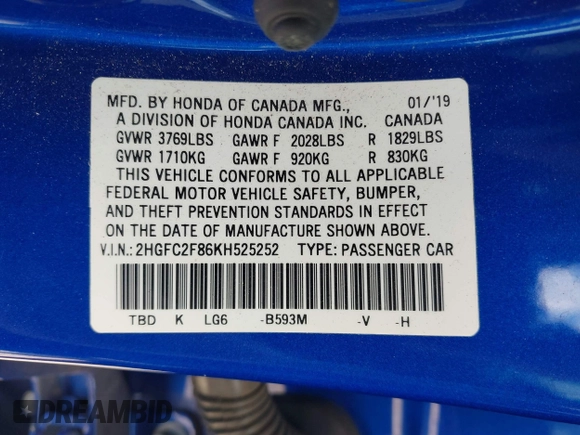 MFD. BY HONDA OF CANADA MFG., 01/'19
A DIVISION OF HONDA CANADA INC. CANADA
GVWR 3769LBS GAWR F 2028LBS R 1829LBS
GVWR 1710KG GAWR F 920KG R 830KG
THIS VEHICLE CONFORMS TO ALL APPLICABLE
FEDERAL MOTOR VEHICLE SAFETY, BUMPER,
AND THEFT PREVENTION STANDARDS IN EFFECT
ON THE DATE OF MANUFACTURE SHOWN ABOVE.
V.I.N.: 2HGFC2F86KH525252 TYPE: PASSENGER CAR
TBD K LG6 -B593M -V -H
DREAMBID